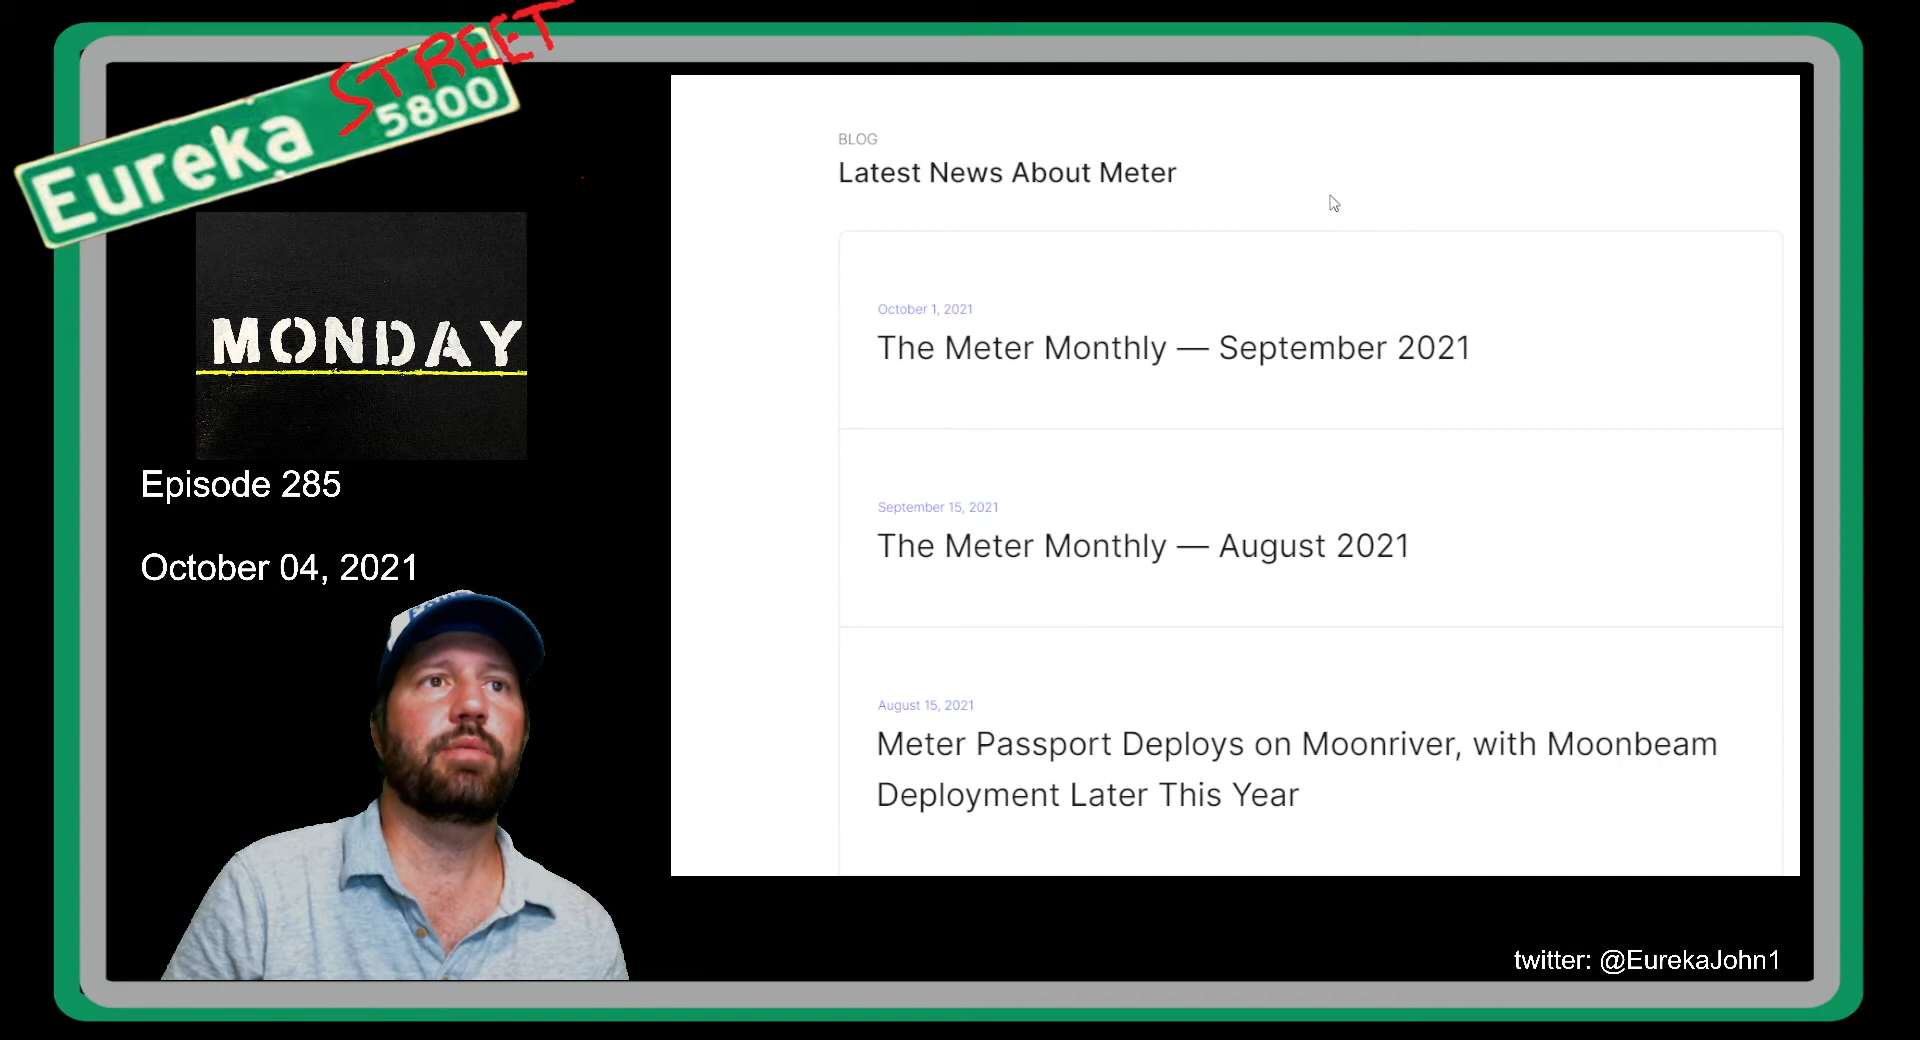 Eureka STREET
5800
MONDAY
Episode 285
October 04, 2021
BLOG
Latest News About Meter
October 1, 2021
The Meter Monthly — September 2021
September 15, 2021
The Meter Monthly — August 2021
August 15, 2021
Meter Passport Deploys on Moonriver, with Moonbeam
Deployment Later This Year
twitter: @EurekaJohn1